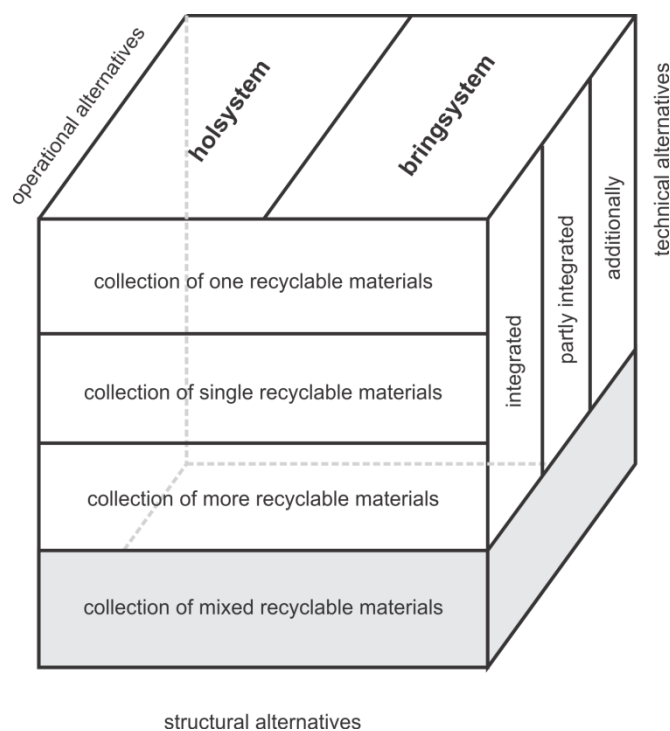 operational alternatives
holsystem
bringsystem
technical alternatives
collection of one recyclable materials
collection of single recyclable materials
collection of more recyclable materials
collection of mixed recyclable materials
integrated
partly integrated
additionally
structural alternatives